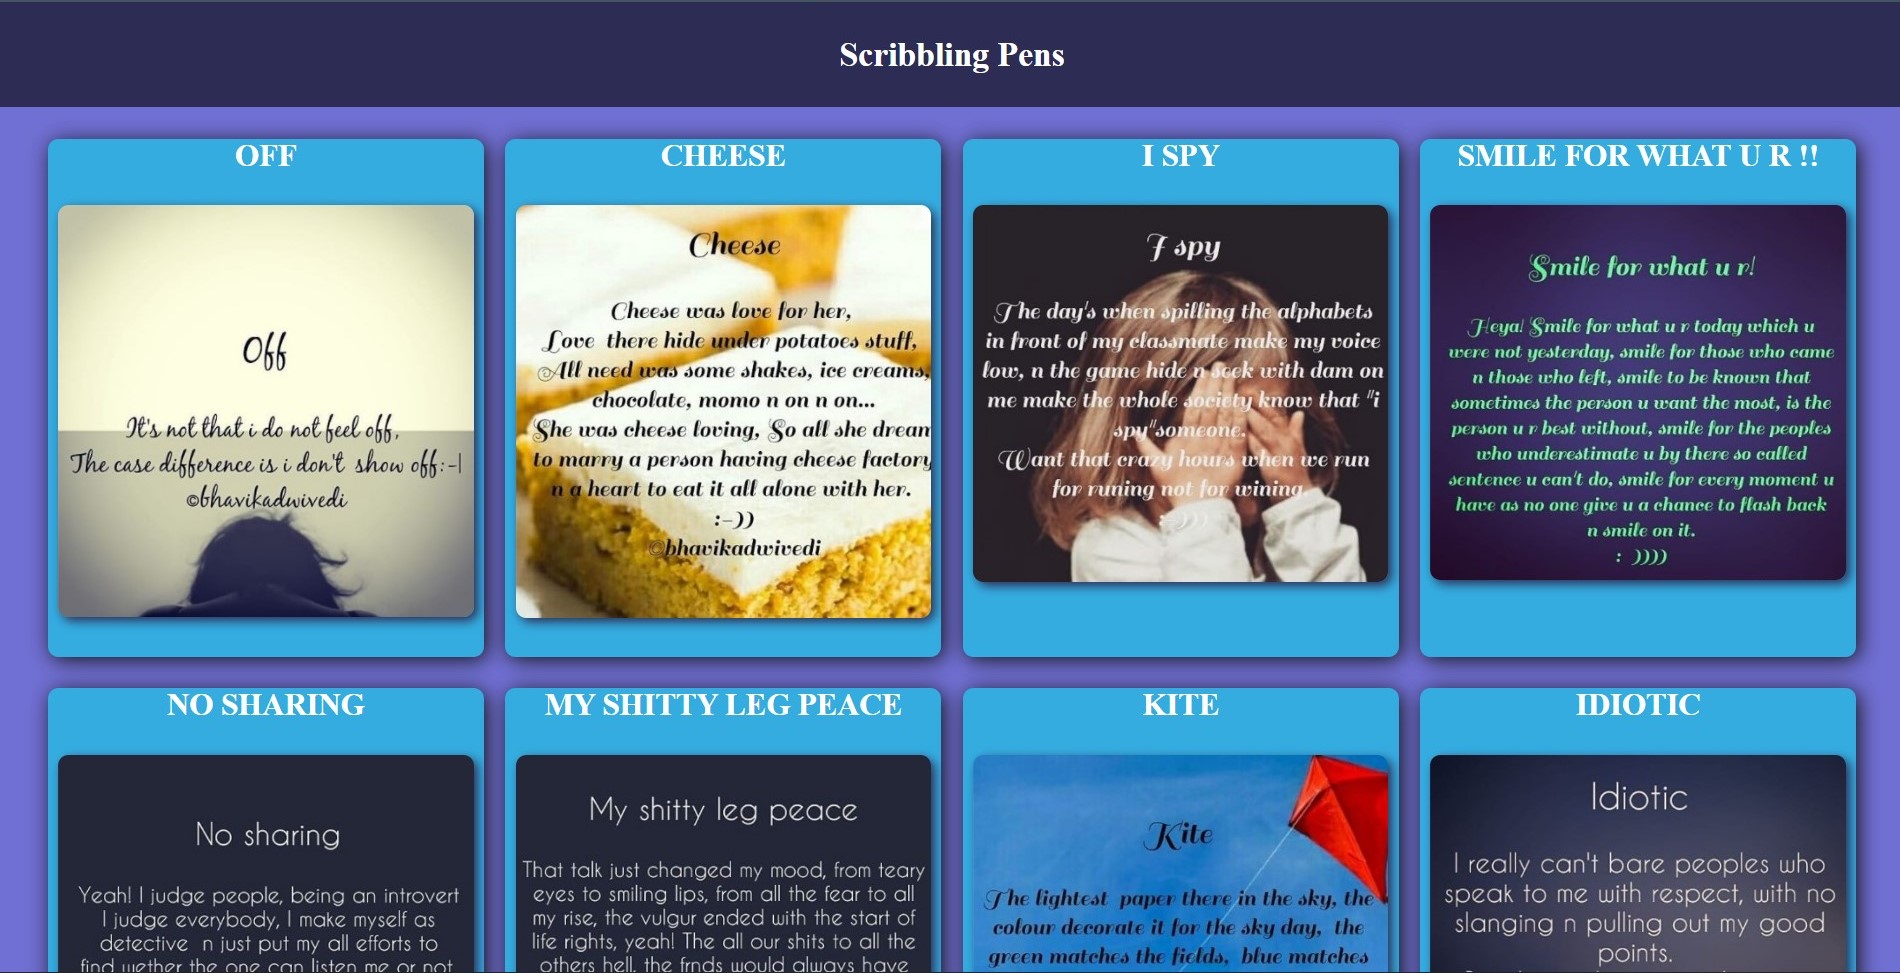 Scribbling Pens
OFF
Off
It's not that i do not feel off,
The case difference is i don't show off:-|
©bhavikadwivedi
CHEESE
Cheese
Cheese was love for her,
Love there hide under potatoes stuff,
All need was some shakes, ice creams,
chocolate, momo n on n on...
She was cheese loving, So all she dream
to marry a person having cheese factory
n a heart to eat it all alone with her.
:-))
©bhavikadwivedi
I SPY
I spy
The day's when spilling the alphabets
in front of my classmate make my voice
low, n the game hide n seek with dam on
me make the whole society know that "i
spy"someone.
Want that crazy hours when we run
for runing not for wining.
:-))))
SMILE FOR WHAT U R !!
Smile for what u r!
Heya! Smile for what u r today which u
were not yesterday, smile for those who came
n those who left, smile to be known that
sometimes the person u want the most, is the
person u r best without, smile for the peoples
who underestimate u by there so called
sentence u can't do, smile for every moment u
have as no one give u a chance to flash back
n smile on it.
: ))))
NO SHARING
No sharing
Yeah! I judge people, being an introvert
I judge everybody, I make myself as
detective n just put my all efforts to
find wether the one can listen me or not
MY SHITTY LEG PEACE
My shitty leg peace
That talk just changed my mood, from teary
eyes to smiling lips, from all the fear to all
my rise, the vulgur ended with the start of
life rights, yeah! The all our shits to all the
others hell, the frnds would always have
KITE
Kite
The lightest paper there in the sky, the
colour decorate it for the sky day, the
green matches the fields, blue matches
IDIOTIC
Idiotic
I really can't bare peoples who
speak to me with respect, with no
slanging n pulling out my good
points.